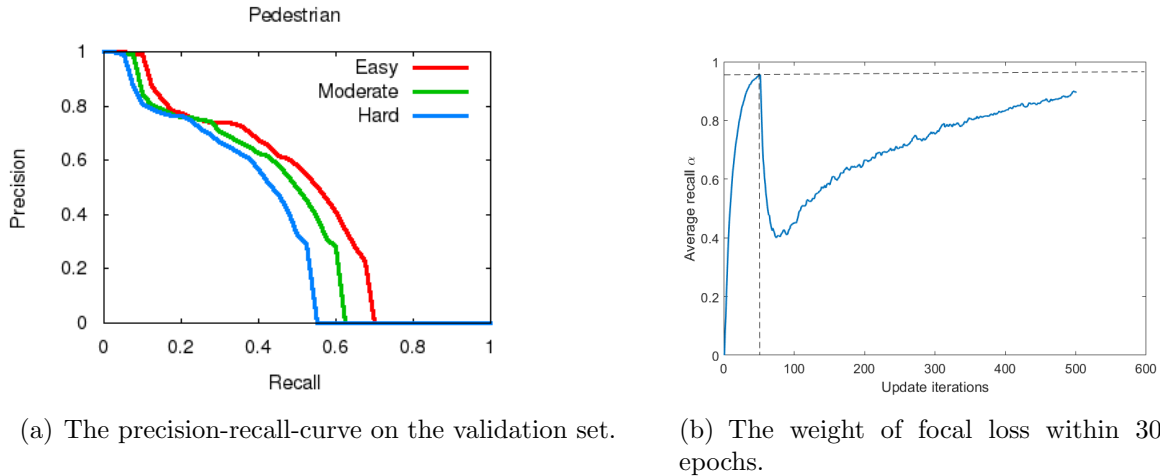 Pedestrian
Easy
Moderate
Hard
Precision
1
0.8
0.6
0.4
0.2
0
0 0.2 0.4 0.6 0.8 1
Recall
(a) The precision-recall-curve on the validation set.
Average recall α
1
0.8
0.6
0.4
0.2
0
100 200 300 400 500 600
Update iterations
(b) The weight of focal loss within 30
epochs.